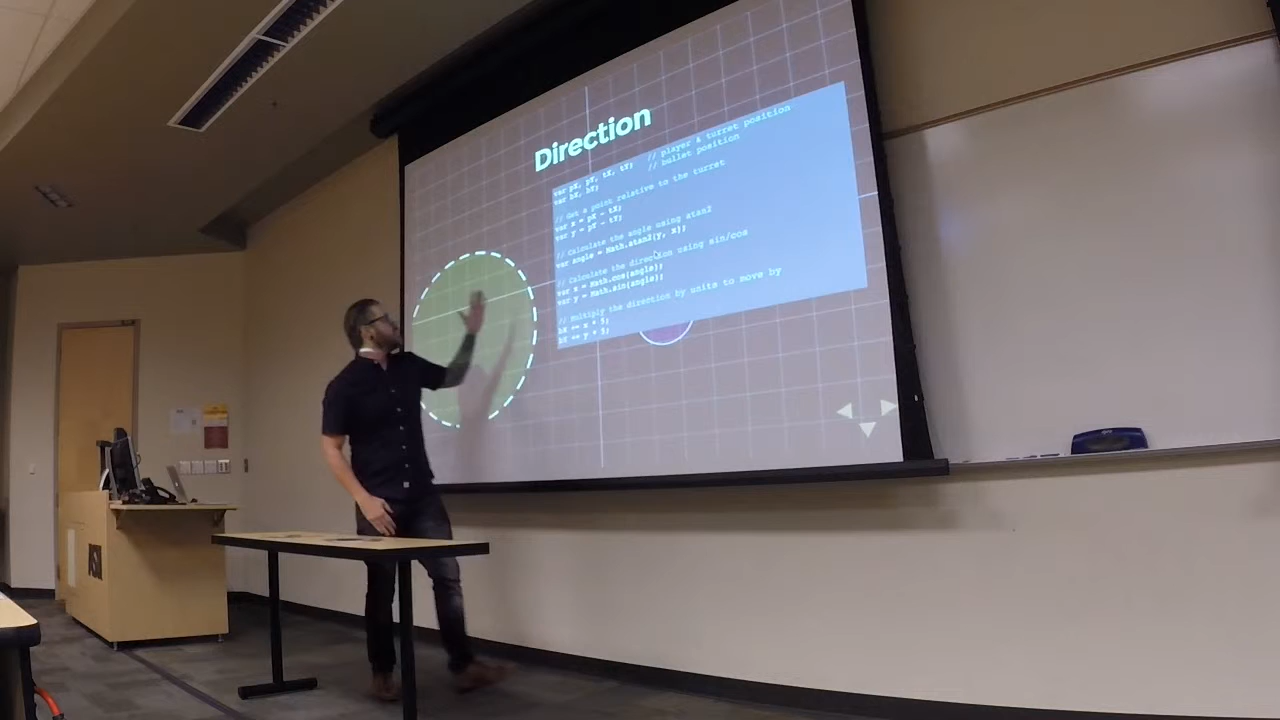 Direction
var pX, pY, tX, tY; // player & turret position
var bX, bY; // bullet position
// Get a point relative to the turret
var x = pX - tX;
var y = pY - tY;
// Calculate the angle using atan2
var angle = Math.atan2(y, x);
// Calculate the direction using sin/cos
var x = Math.cos(angle);
var y = Math.sin(angle);
// Multiply the direction by units to move by
bX += x * 5;
bY += y * 5;